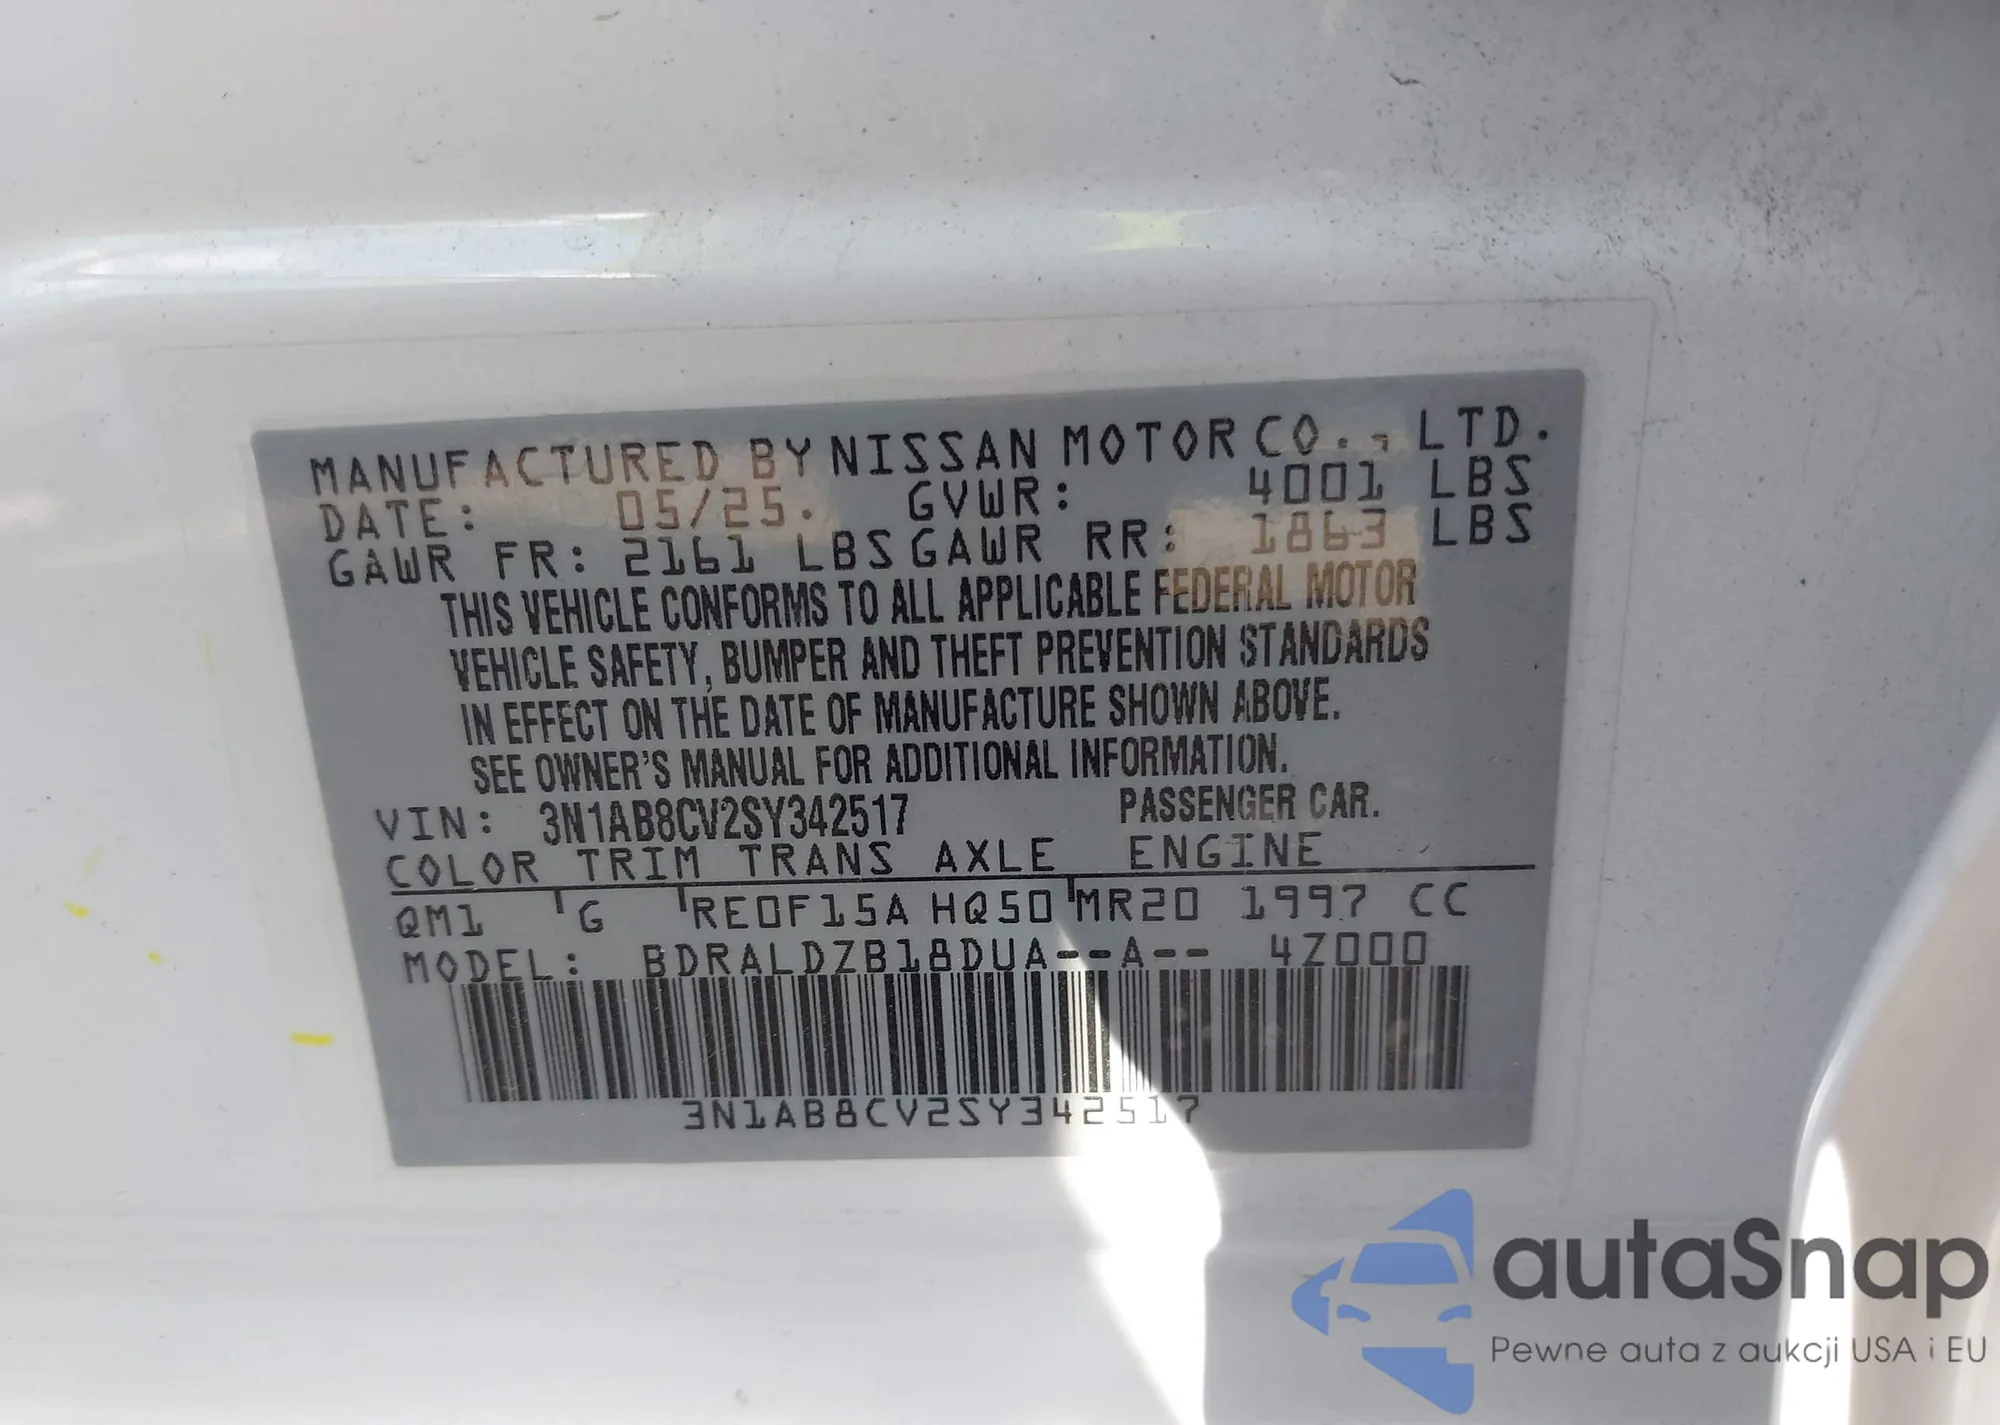 MANUFACTURED BY NISSAN MOTOR CO., LTD.
DATE: 05/25. GVWR: 4001 LBS
GAWR FR: 2161 LBS GAWR RR: 1863 LBS
THIS VEHICLE CONFORMS TO ALL APPLICABLE FEDERAL MOTOR
VEHICLE SAFETY, BUMPER AND THEFT PREVENTION STANDARDS
IN EFFECT ON THE DATE OF MANUFACTURE SHOWN ABOVE.
SEE OWNER'S MANUAL FOR ADDITIONAL INFORMATION.
VIN: 3N1AB8CV2SY342517 PASSENGER CAR.
COLOR TRIM TRANS AXLE ENGINE
QM1 G RE0F15A HQ50 MR20 1997 CC
MODEL: BDRALDZB18DUA--A-- 4Z000
3N1AB8CV2SY342517
autaSnap
Pewne auta z aukcji USA i EU